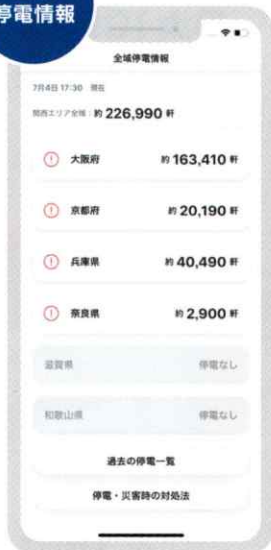 停電情報
全域停電情報
7月4日 17:30 現在
関西エリア全域：約 226,990 軒
大阪府 約 163,410 軒
京都府 約 20,190 軒
兵庫県 約 40,490 軒
奈良県 約 2,900 軒
滋賀県 停電なし
和歌山県 停電なし
過去の停電一覧
停電・災害時の対処法